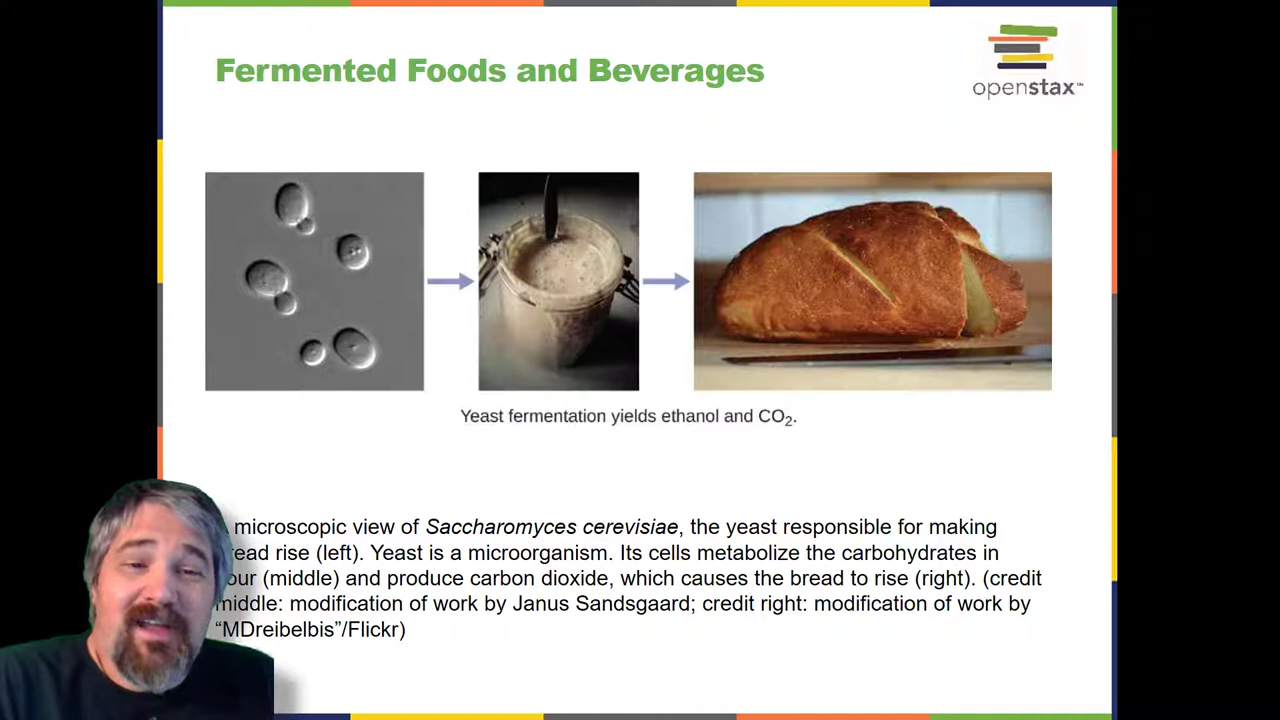 Fermented Foods and Beverages
openstax™
Yeast fermentation yields ethanol and CO₂.
microscopic view of Saccharomyces cerevisiae, the yeast responsible for making
rise (left). Yeast is a microorganism. Its cells metabolize the carbohydrates in
(middle) and produce carbon dioxide, which causes the bread to rise (right). (credit
middle: modification of work by Janus Sandsgaard; credit right: modification of work by
“MDreibelbis”/Flickr)